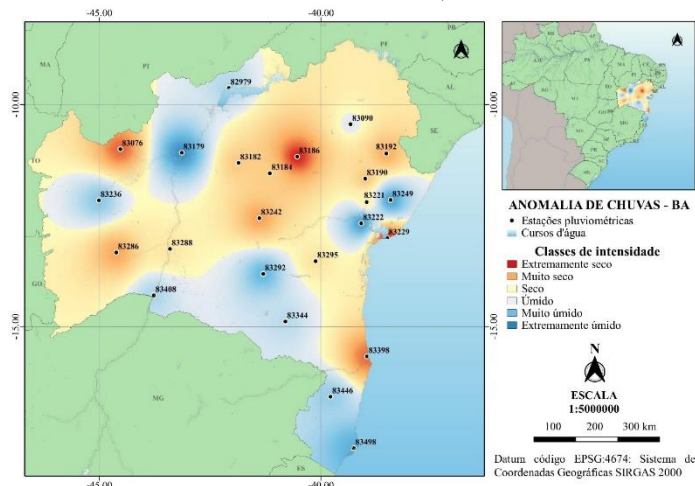 -45.00
-40.00
PB
PE
MA
PI
82979
AL
-10.00
-10.00
83090
83076
83179
83186
83192
SE
TO
83182
83184
83190
83236
83221
83249
83242
83222
83229
83286
83288
83295
83292
GO
83408
83344
-15.00
-15.00
83398
MG
83446
83498
ES
-45.00
-40.00
ANOMALIA DE CHUVAS - BA
Estações pluviométricas
Cursos d'água
Classes de intensidade
Extremamente seco
Muito seco
Seco
Úmido
Muito úmido
Extremamente úmido
N
ESCALA
1:5000000
100 200 300 km
Datum código EPSG:4674: Sistema de
Coordenadas Geográficas SIRGAS 2000